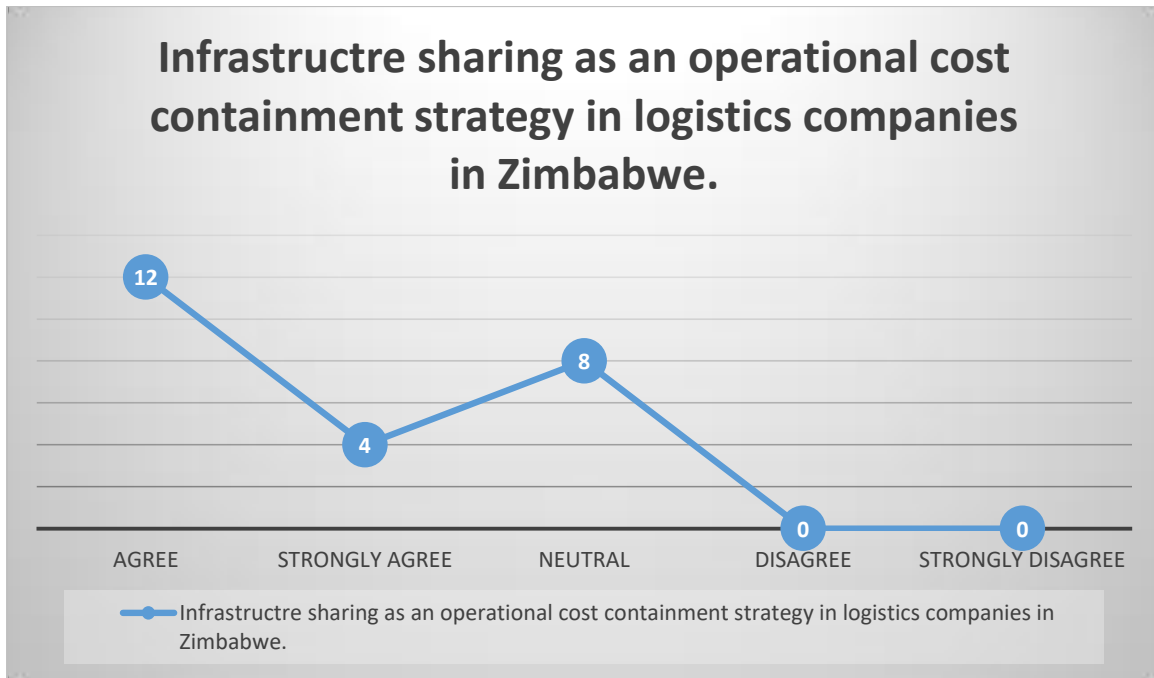 Infrastructre sharing as an operational cost
containment strategy in logistics companies
in Zimbabwe.
12
4
8
0
0
AGREE
STRONGLY AGREE
NEUTRAL
DISAGREE
STRONGLY DISAGREE
Infrastructre sharing as an operational cost containment strategy in logistics companies in
Zimbabwe.